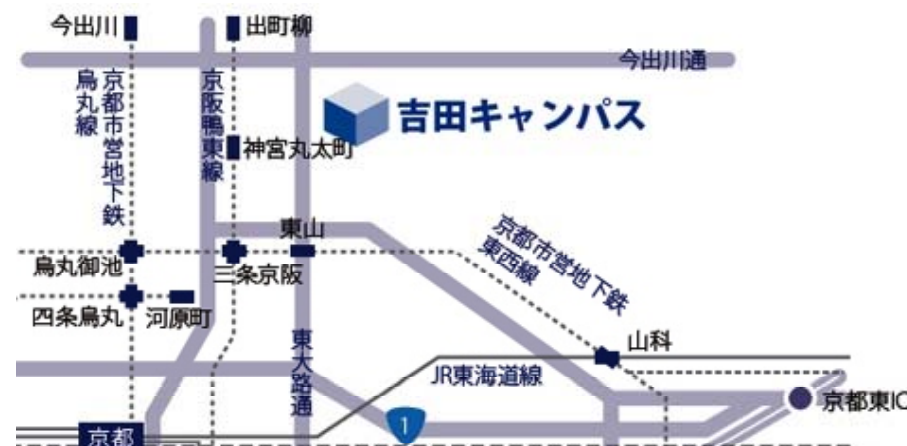 今出川
出町柳
今出川通
京都市営地下鉄
烏丸線
京阪鴨東線
吉田キャンパス
神宮丸太町
東山
京都市営地下鉄
東西線
烏丸御池
三条京阪
四条烏丸
河原町
東大路通
山科
JR東海道線
京都東IC
1
京都